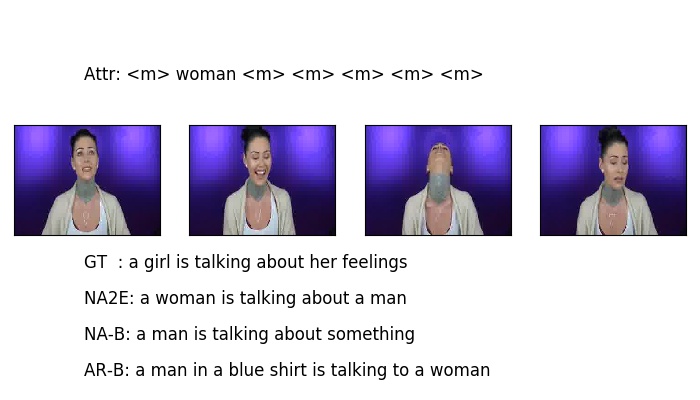 Attr: <m> woman <m> <m> <m> <m> <m>
GT  : a girl is talking about her feelings
NA2E: a woman is talking about a man
NA-B: a man is talking about something
AR-B: a man in a blue shirt is talking to a woman